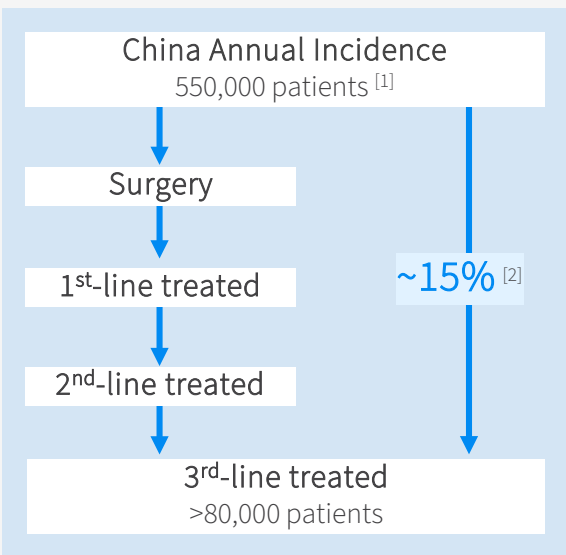 China Annual Incidence
550,000 patients [1]
Surgery
1st-line treated
~15% [2]
2nd-line treated
3rd-line treated
>80,000 patients